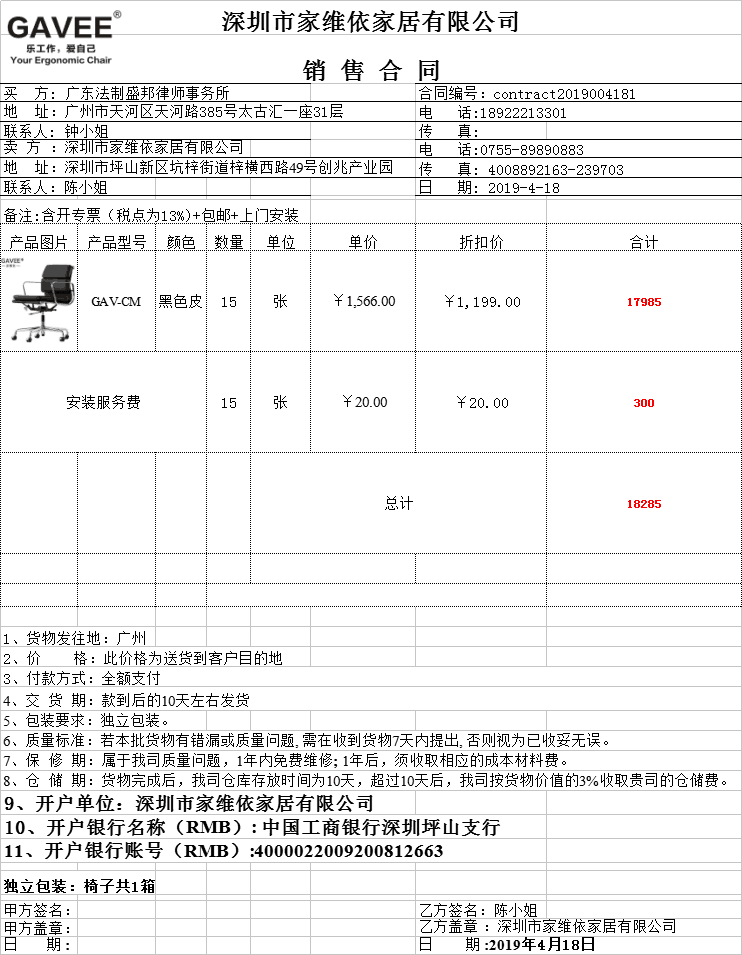 GAVEE®
乐工作，爱自己
Your Ergonomic Chair
深圳市家维依家居有限公司
销 售 合 同
买 方: 广东法制盛邦律师事务所 合同编号: contract2019004181
地 址: 广州市天河区天河路385号太古汇一座31层 电 话:18922213301
联系人: 钟小姐 传 真:
卖 方 : 深圳市家维依家居有限公司 电 话:0755-89890883
地 址: 深圳市坪山新区坑梓街道梓横西路49号创兆产业园 传 真: 4008892163-239703
联系人: 陈小姐 日 期: 2019-4-18
备注:含开专票（税点为13%)+包邮+上门安装
产品图片 产品型号 颜色 数量 单位 单价 折扣价 合计
GAVEE®
GAV-CM 黑色皮 15 张 ￥1,566.00 ￥1,199.00 17985
安装服务费 15 张 ￥20.00 ￥20.00 300
总计 18285
1、货物发往地: 广州
2、价 格: 此价格为送货到客户目的地
3、付款方式: 全额支付
4、交 货 期: 款到后的10天左右发货
5、包装要求: 独立包装。
6、质量标准: 若本批货物有错漏或质量问题, 需在收到货物7天内提出, 否则视为已收妥无误。
7、保 修 期: 属于我司质量问题，1年内免费维修; 1年后，须收取相应的成本材料费。
8、仓 储 期: 货物完成后，我司仓库存放时间为10天，超过10天后，我司按货物价值的3%收取贵司的仓储费。
9、开户单位: 深圳市家维依家居有限公司
10、开户银行名称（RMB）: 中国工商银行深圳坪山支行
11、开户银行账号（RMB）:4000022009200812663
独立包装: 椅子共1箱
甲方签名: 乙方签名: 陈小姐
甲方盖章: 乙方盖章 : 深圳市家维依家居有限公司
日 期: 日 期:2019年4月18日